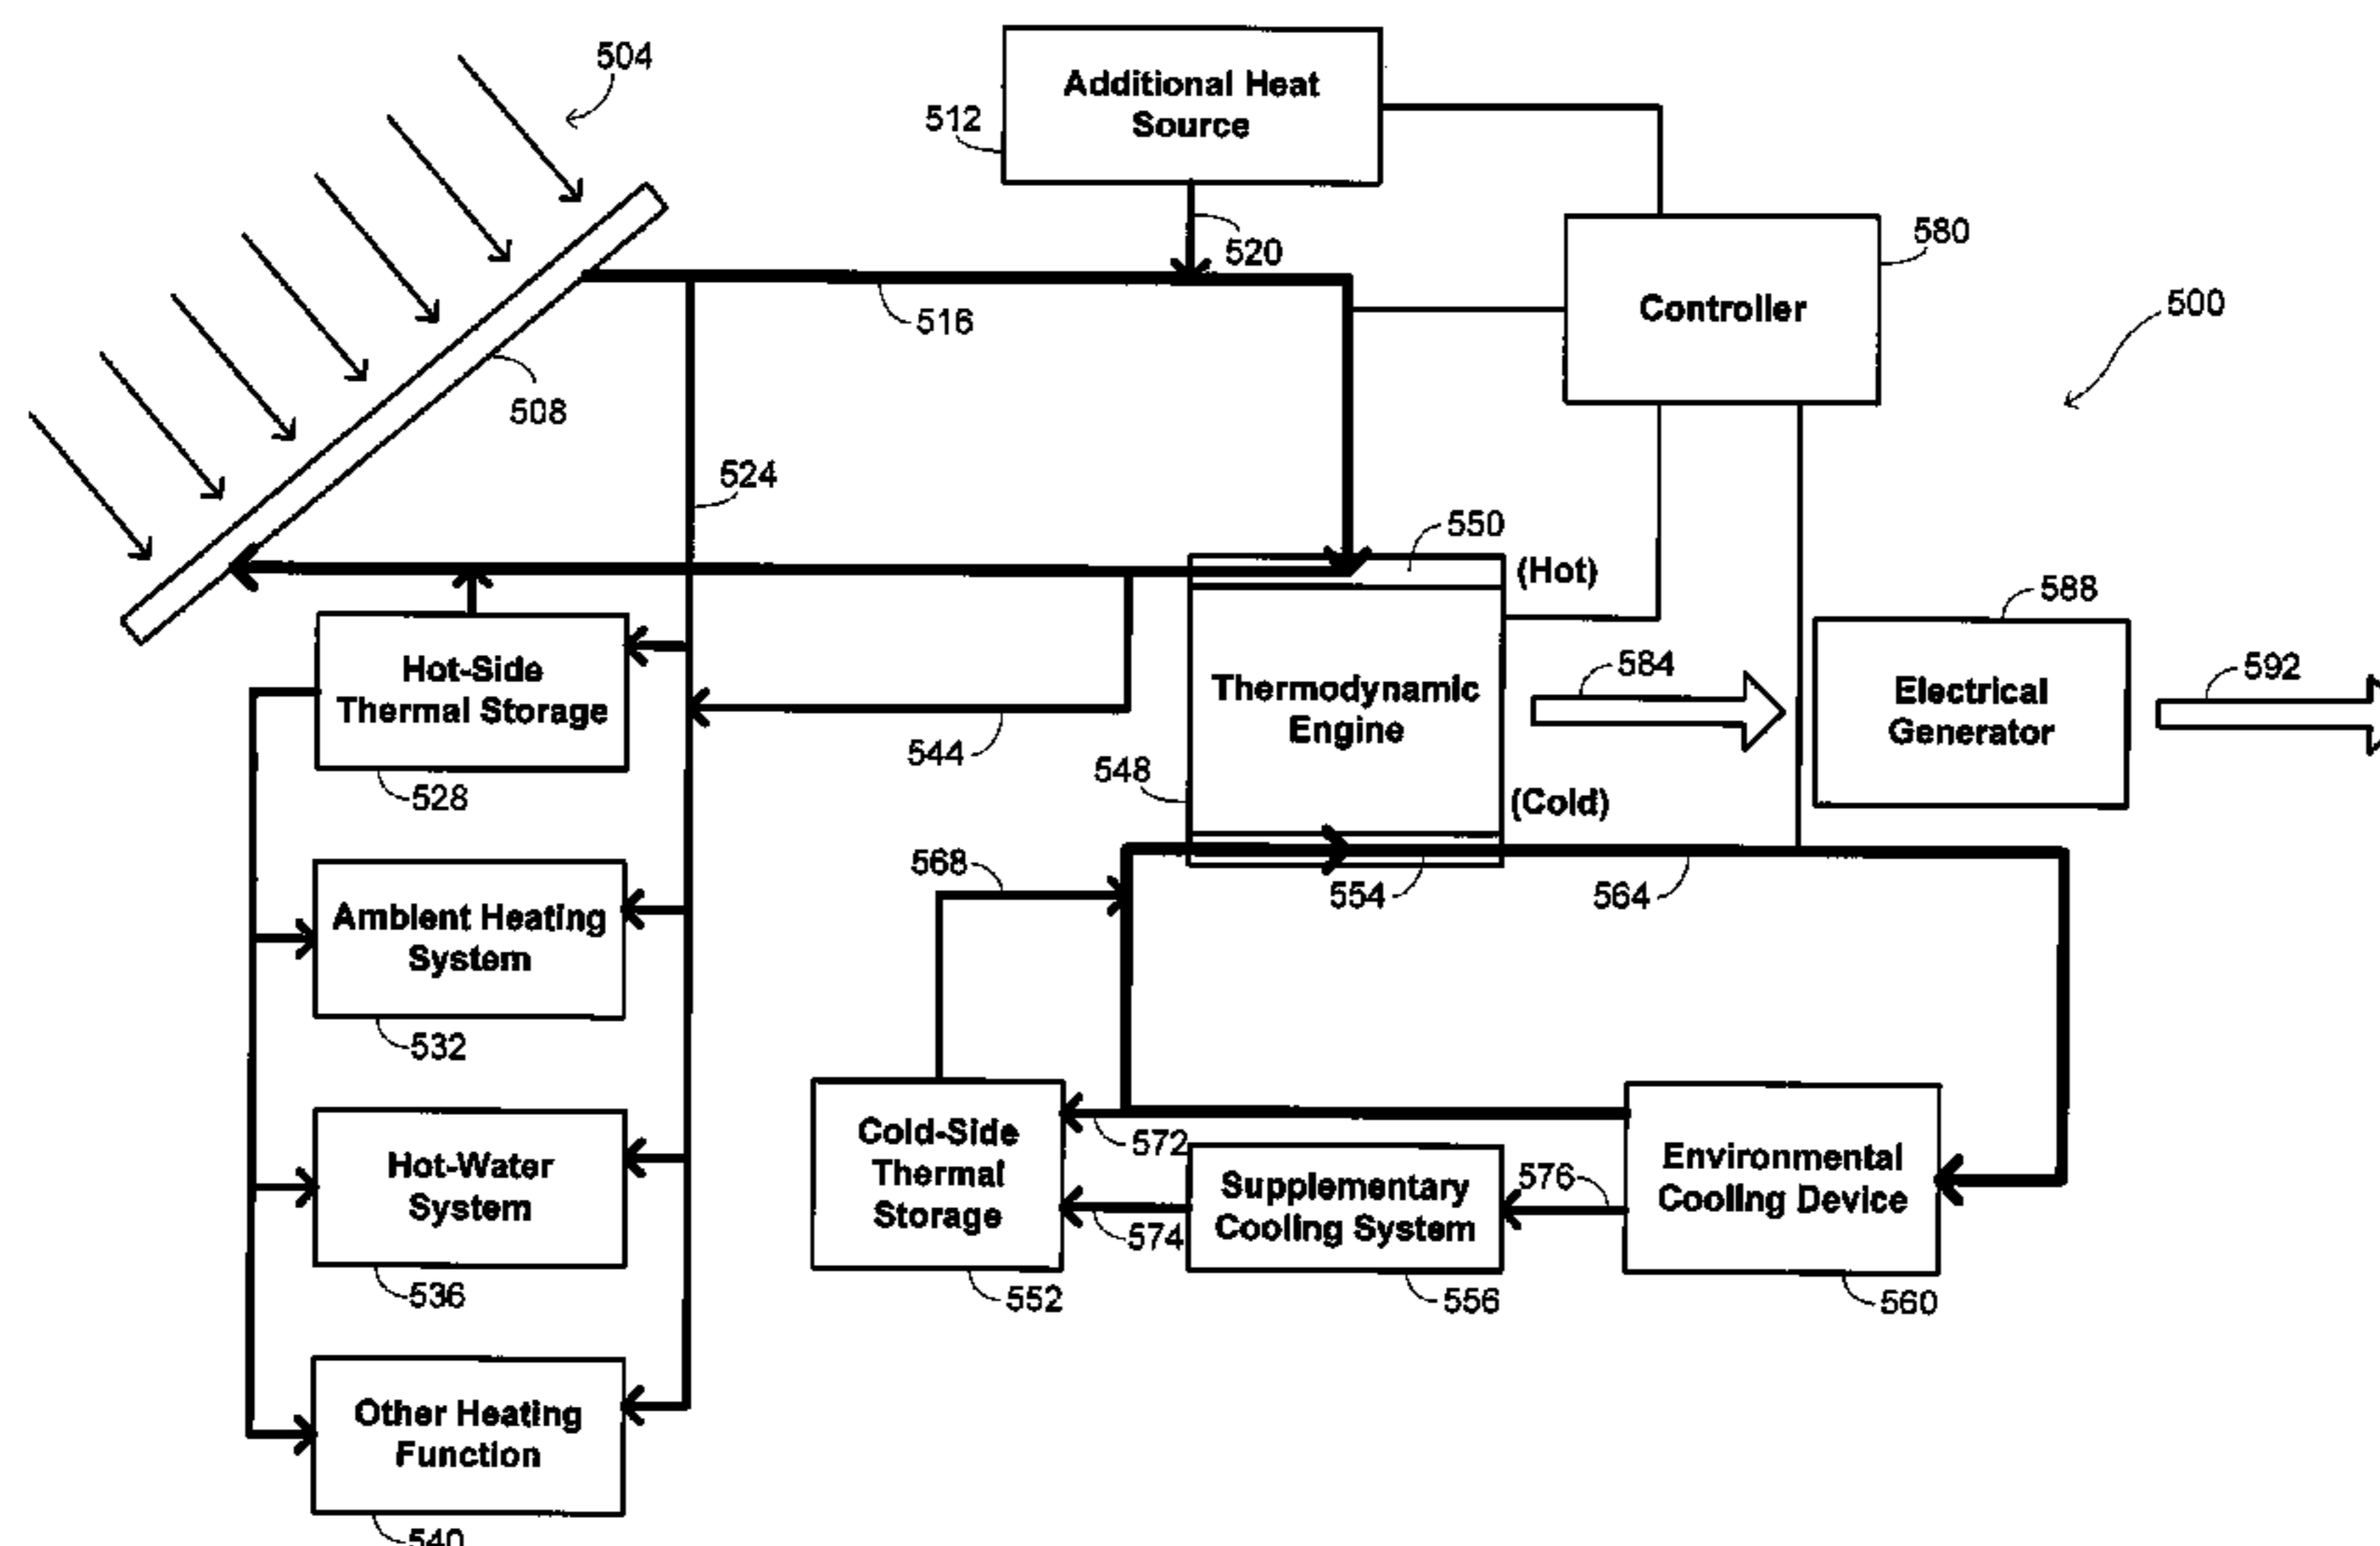 504
Additional Heat
Source
512
520
580
Controller
500
516
508
524
550
(Hot)
588
Hot-Side
Thermal Storage
528
544
Thermodynamic
Engine
548
(Cold)
584
Electrical
Generator
592
568
554
564
Ambient Heating
System
532
Cold-Side
Thermal
Storage
552
572
574
Supplementary
Cooling System
556
576
Environmental
Cooling Device
560
Hot-Water
System
536
Other Heating
Function
540